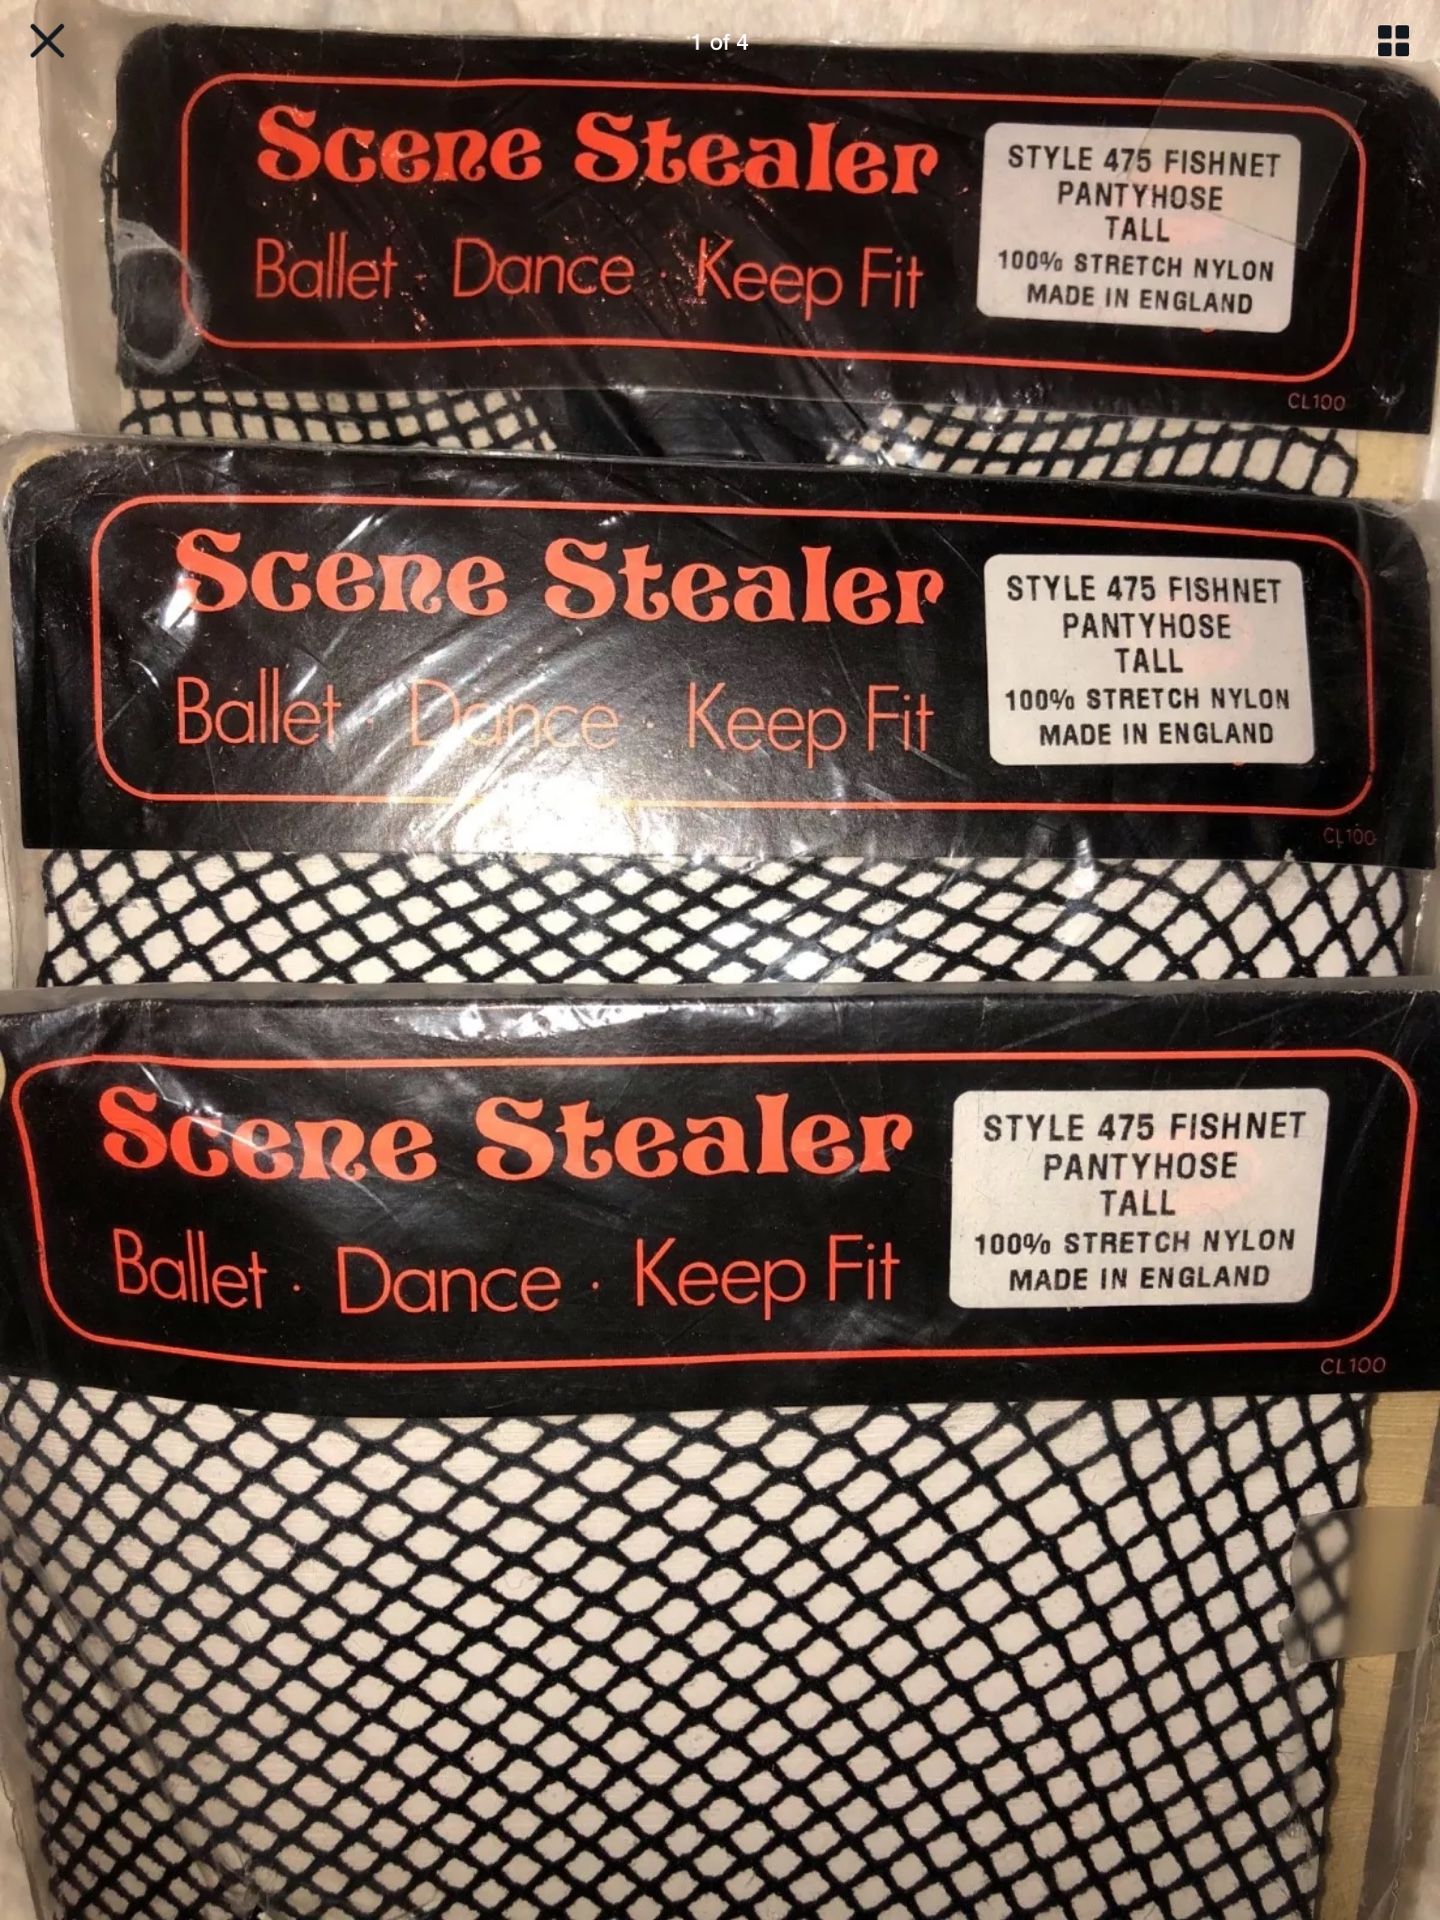 1 of 4
Scene Stealer
Ballet · Dance · Keep Fit
STYLE 475 FISHNET
PANTYHOSE
TALL
100% STRETCH NYLON
MADE IN ENGLAND
CL100
Scene Stealer
Ballet · Dance · Keep Fit
STYLE 475 FISHNET
PANTYHOSE
TALL
100% STRETCH NYLON
MADE IN ENGLAND
CL100
Scene Stealer
Ballet · Dance · Keep Fit
STYLE 475 FISHNET
PANTYHOSE
TALL
100% STRETCH NYLON
MADE IN ENGLAND
CL100